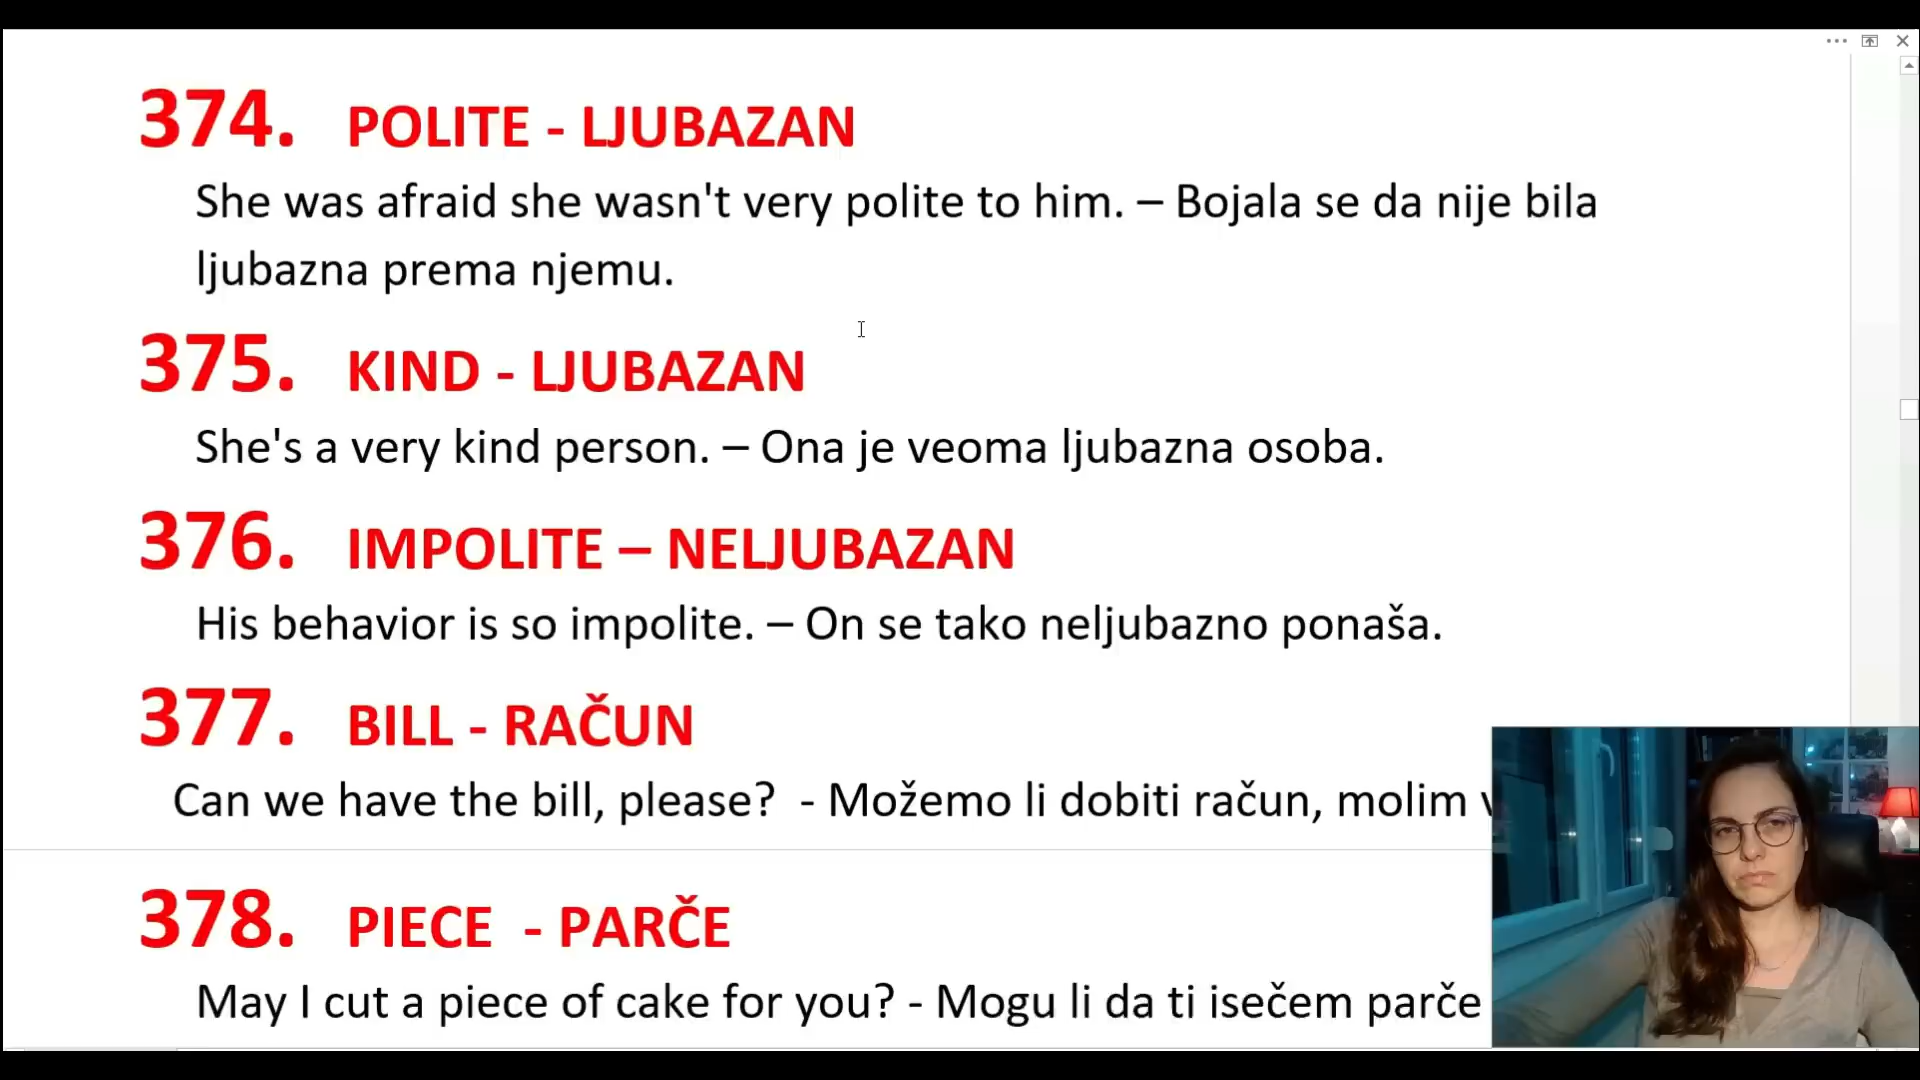 374. POLITE - LJUBAZAN
She was afraid she wasn't very polite to him. – Bojala se da nije bila
ljubazna prema njemu.
375. KIND - LJUBAZAN
She's a very kind person. – Ona je veoma ljubazna osoba.
376. IMPOLITE – NELJUBAZAN
His behavior is so impolite. – On se tako neljubazno ponaša.
377. BILL - RAČUN
Can we have the bill, please? - Možemo li dobiti račun, molim
378. PIECE - PARČE
May I cut a piece of cake for you? - Mogu li da ti isečem parče